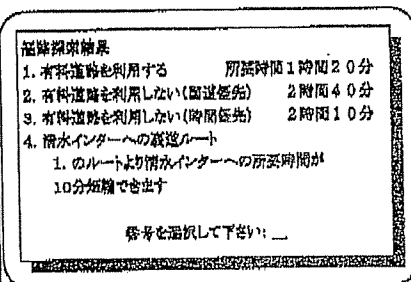 経路探索結果
1. 有料道路を利用する 所要時間1時間20分
2. 有料道路を利用しない(国道優先) 2時間40分
3. 有料道路を利用しない(時間優先) 2時間10分
4. 清水インターへの最速ルート
1. のルートより清水インターへの所要時間が
10分短縮できます
番号を選択して下さい: __